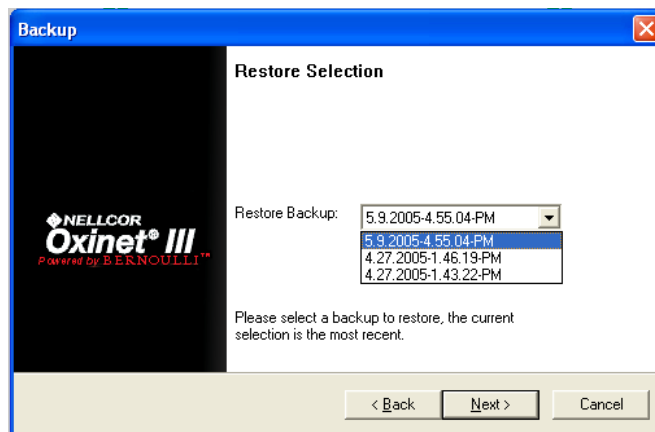 Backup
Restore Selection
NELLCOR
Oxinet® III
Powered by BERNOULLI™
Restore Backup:
5.9.2005-4.55.04-PM
5.9.2005-4.55.04-PM
4.27.2005-1.46.19-PM
4.27.2005-1.43.22-PM
Please select a backup to restore, the current
selection is the most recent.
< Back
Next >
Cancel